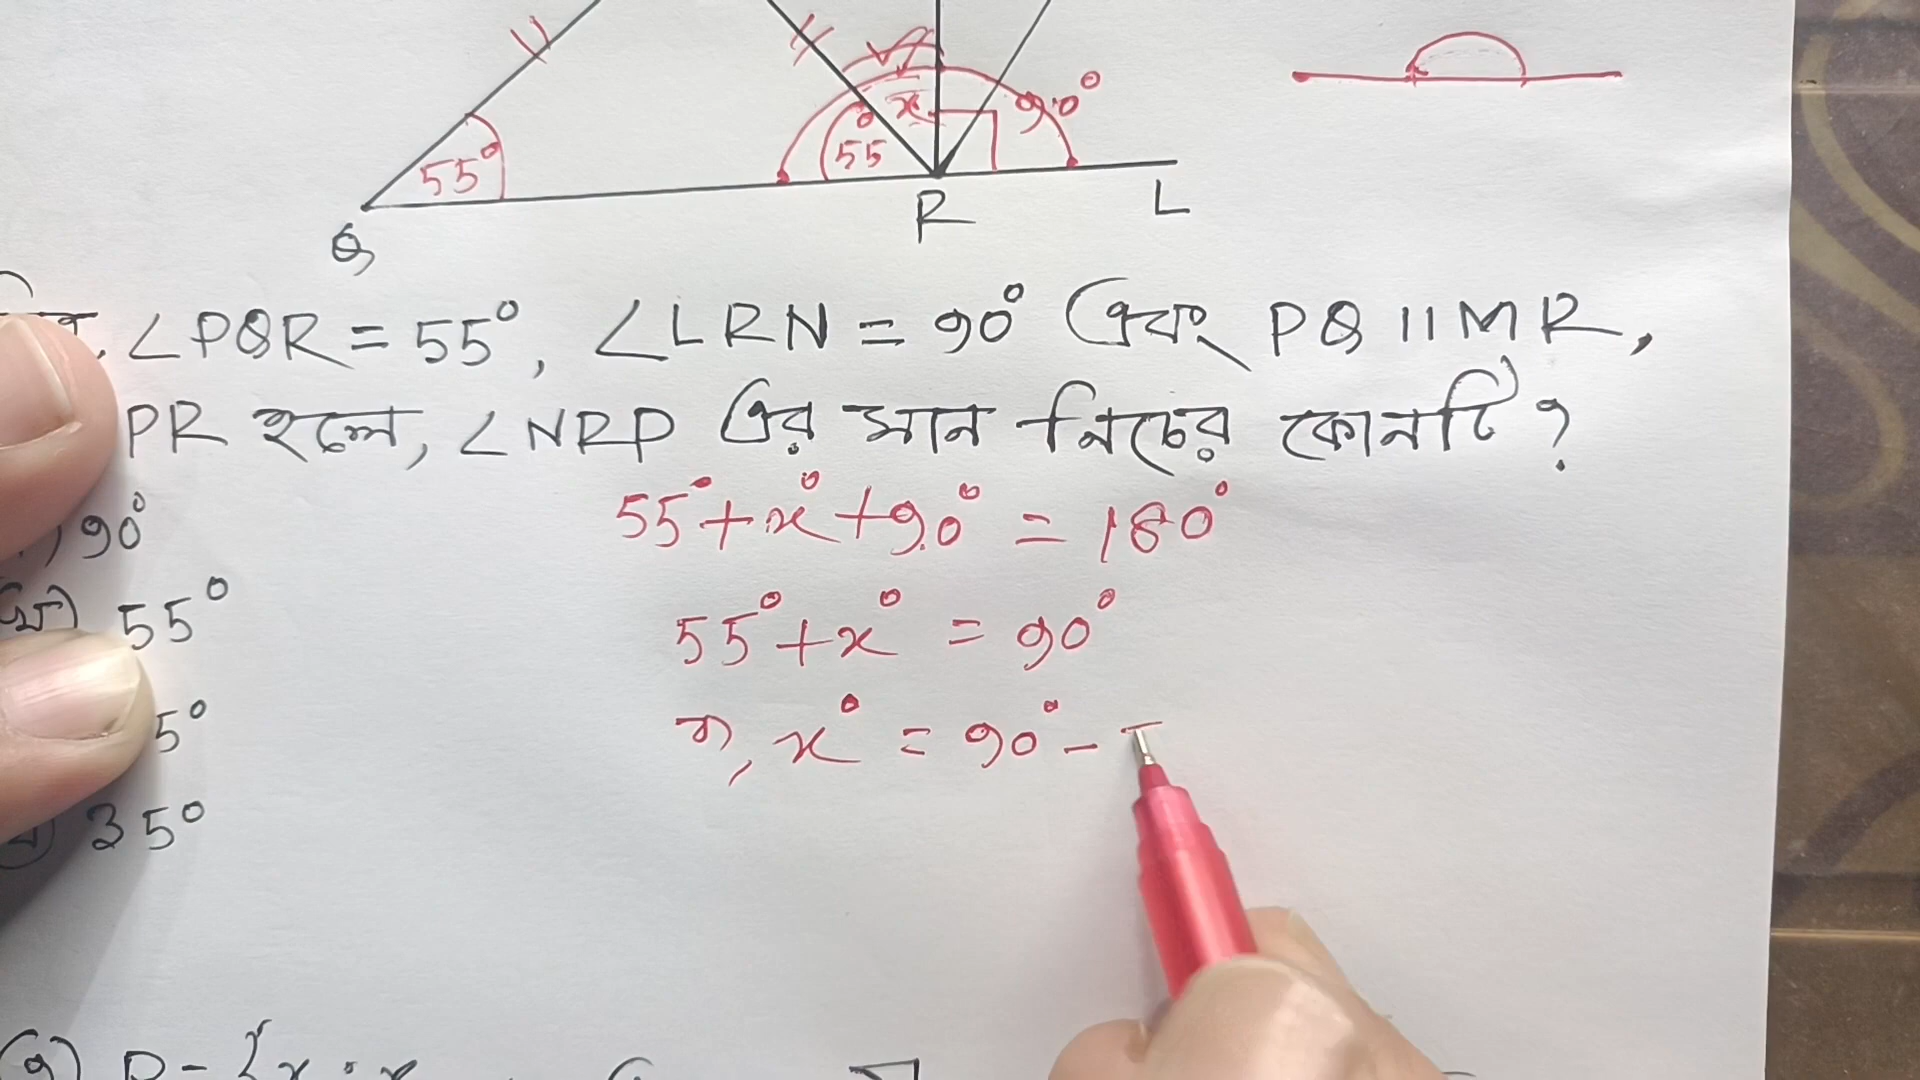 x
90°
55°
55°
Q
R
L
∠PQR = 55°, ∠LRN = 90° এবং PQ || MR,
PR হলে, ∠NRP এর মান নিচের কোনটি?
55° + x° + 90° = 180°
55° + x° = 90°
বা, x° = 90° -
90°
55°
5°
35°